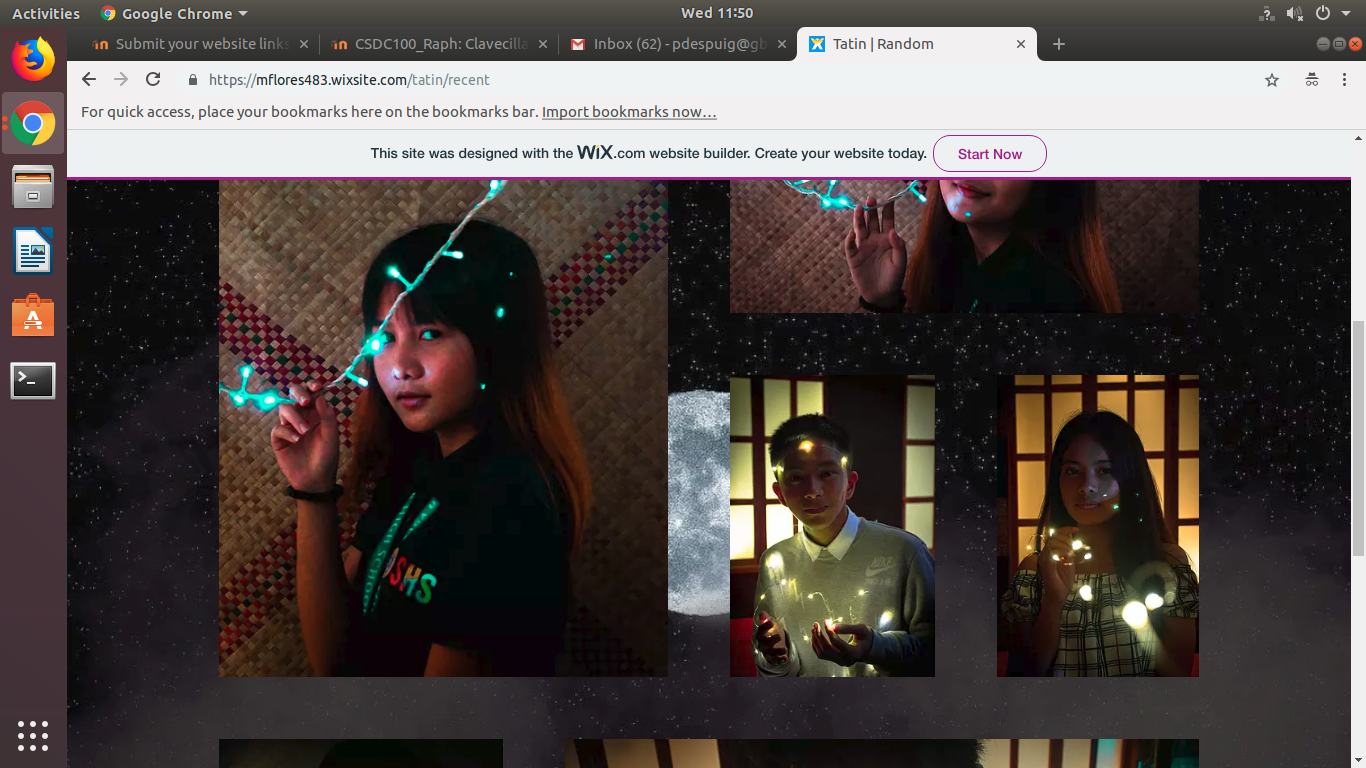 Activities
Google Chrome
Wed 11:50
Submit your website links
CSDC100_Raph: Clavecilla
Inbox (62) - pdespuig@gb
Tatin | Random
https://mflores483.wixsite.com/tatin/recent
For quick access, place your bookmarks here on the bookmarks bar. Import bookmarks now…
This site was designed with the WiX.com website builder. Create your website today.
Start Now
SHS
NIKE